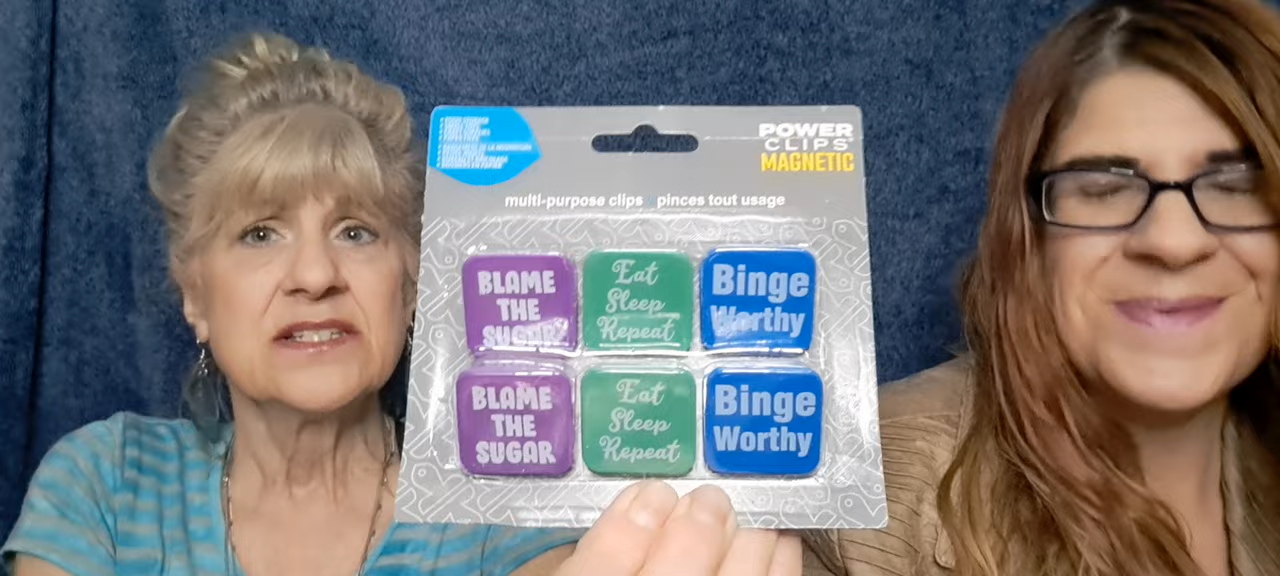 POWER
CLIPS
MAGNETIC
multi-purpose clips pinces tout usage
BLAME
THE
SUGAR
Eat
Sleep
Repeat
Binge
Worthy
BLAME
THE
SUGAR
Eat
Sleep
Repeat
Binge
Worthy